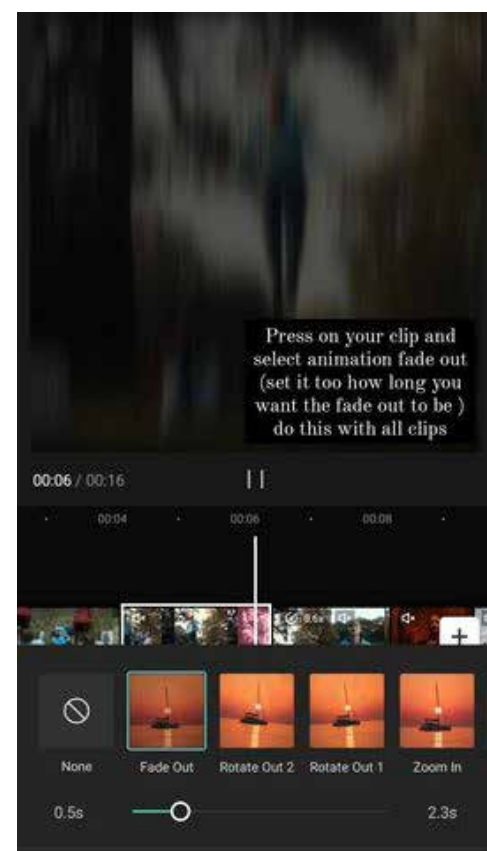 Press on your clip and
select animation fade out
(set it too how long you
want the fade out to be )
do this with all clips
00:06 / 00:16
00:04 00:06 00:08
0.6x
+
None Fade Out Rotate Out 2 Rotate Out 1 Zoom In
0.5s 2.3s